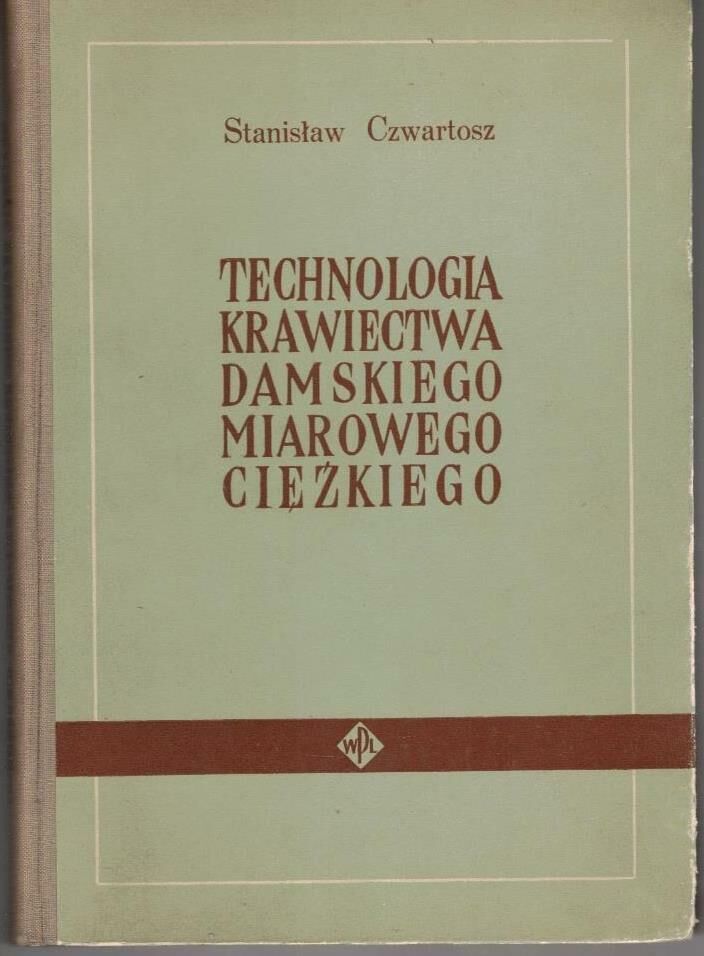 Stanisław Czwartosz
TECHNOLOGIA
KRAWIECTWA
DAMSKIEGO
MIAROWEGO
CIĘŻKIEGO
WPL